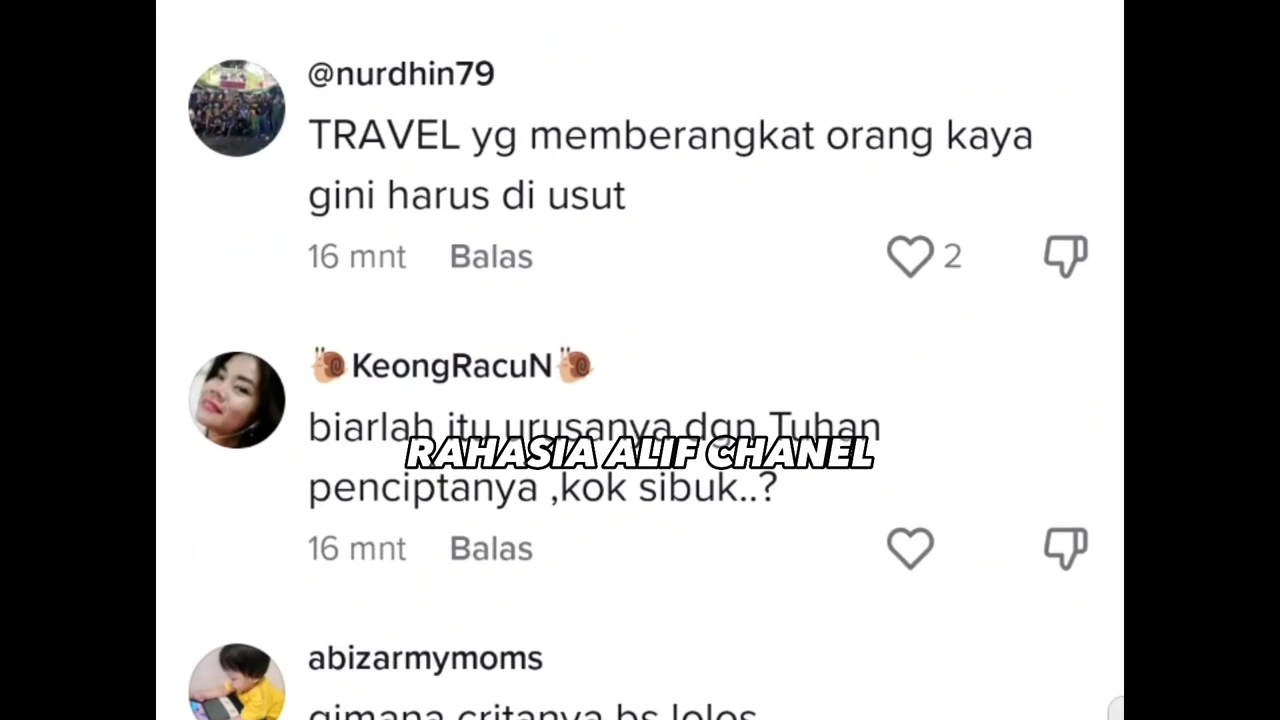 @nurdhin79
TRAVEL yg memberangkat orang kaya
gini harus di usut
16 mnt Balas 2
🐌KeongRacuN🐌
biarlah itu urusanya dgn Tuhan
RAHASIA ALIF CHANEL
penciptanya ,kok sibuk..?
16 mnt Balas
abizarmymoms
gimana critanya bs lolos